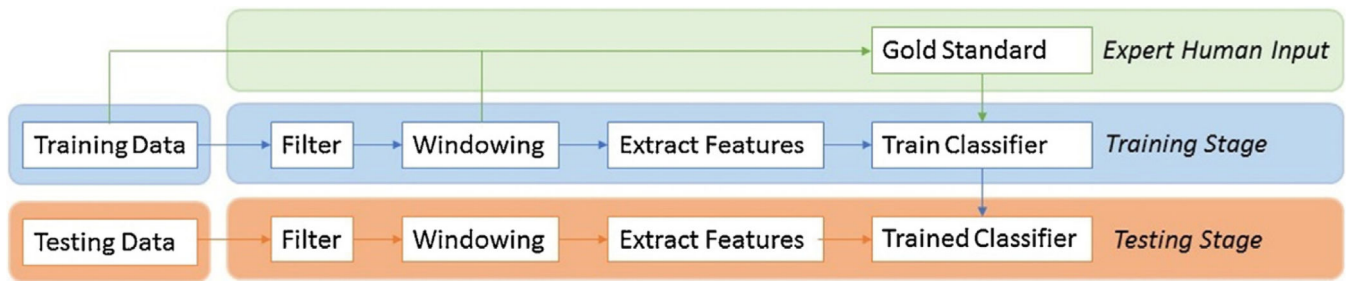 Gold Standard
Expert Human Input
Training Data
Filter
Windowing
Extract Features
Train Classifier
Training Stage
Testing Data
Filter
Windowing
Extract Features
Trained Classifier
Testing Stage